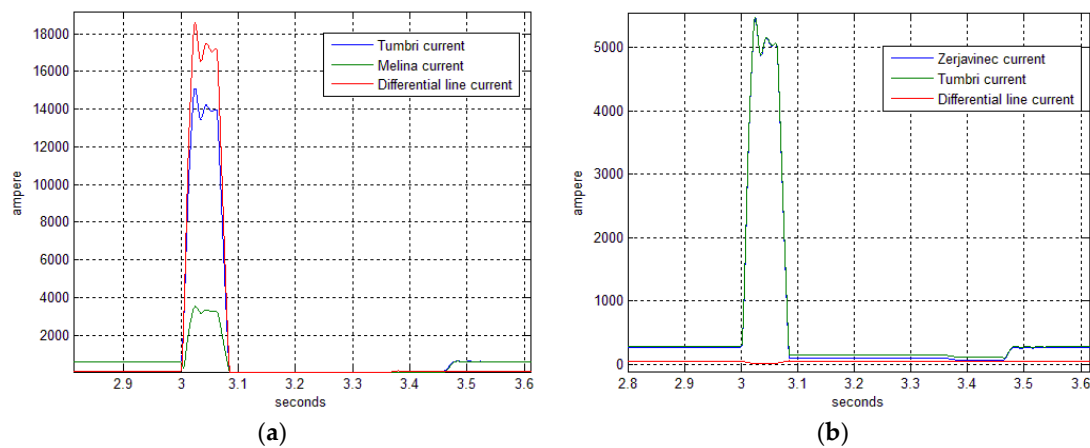 18000
16000
14000
12000
10000
8000
6000
4000
2000
ampere
Tumbri current
Melina current
Differential line current
2.9
3
3.1
3.2
3.3
3.4
3.5
3.6
seconds
(a)
5000
4000
3000
2000
1000
0
ampere
Zerjavinec current
Tumbri current
Differential line current
2.8
2.9
3
3.1
3.2
3.3
3.4
3.5
3.6
seconds
(b)